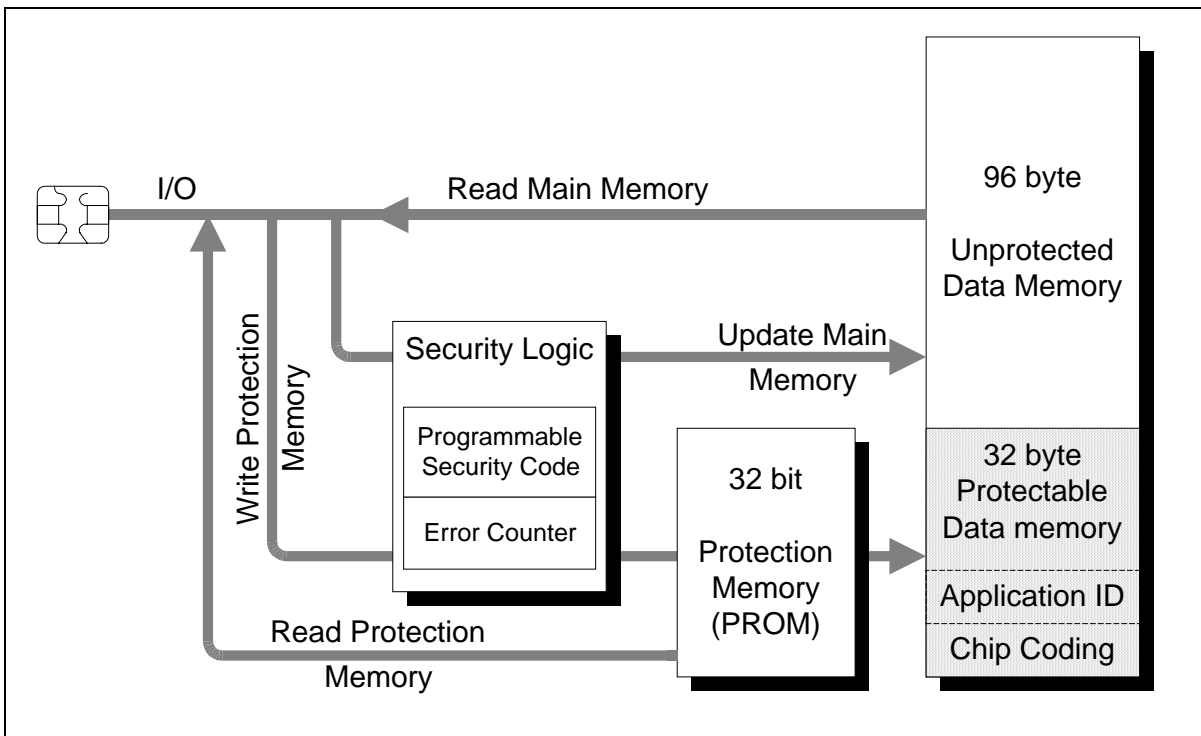 I/O
Read Main Memory
96 byte
Unprotected
Data Memory
Write Protection
Memory
Security Logic
Programmable
Security Code
Error Counter
Update Main
Memory
32 bit
Protection
Memory
(PROM)
32 byte
Protectable
Data memory
Application ID
Chip Coding
Read Protection
Memory